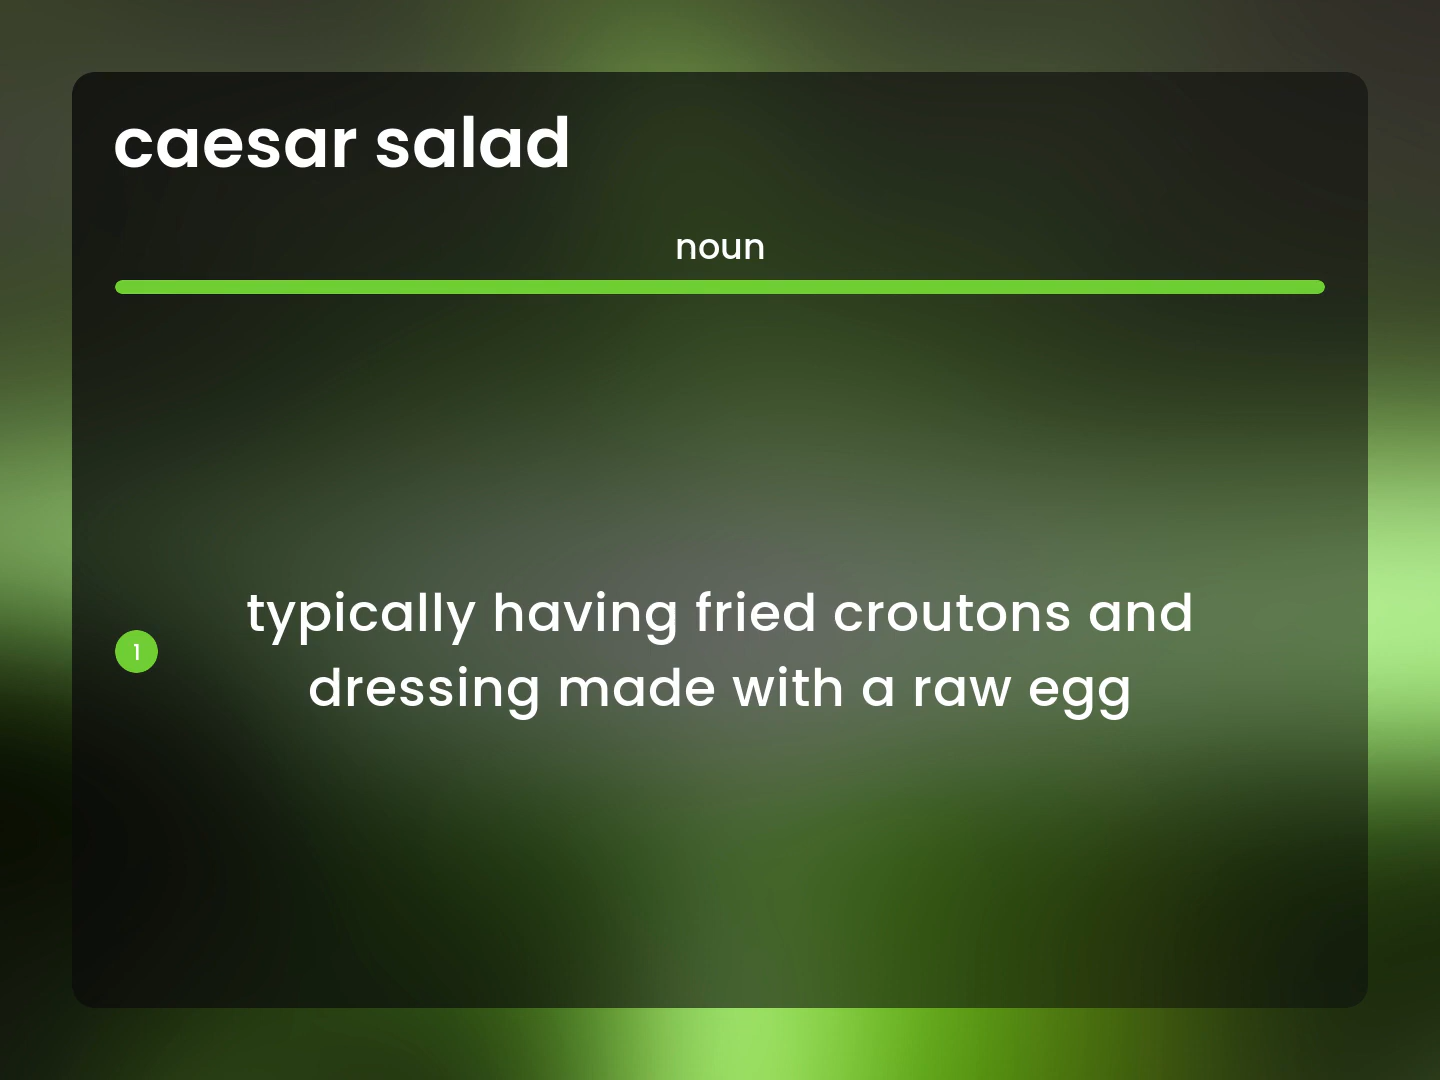 caesar salad
noun
1
typically having fried croutons and
dressing made with a raw egg